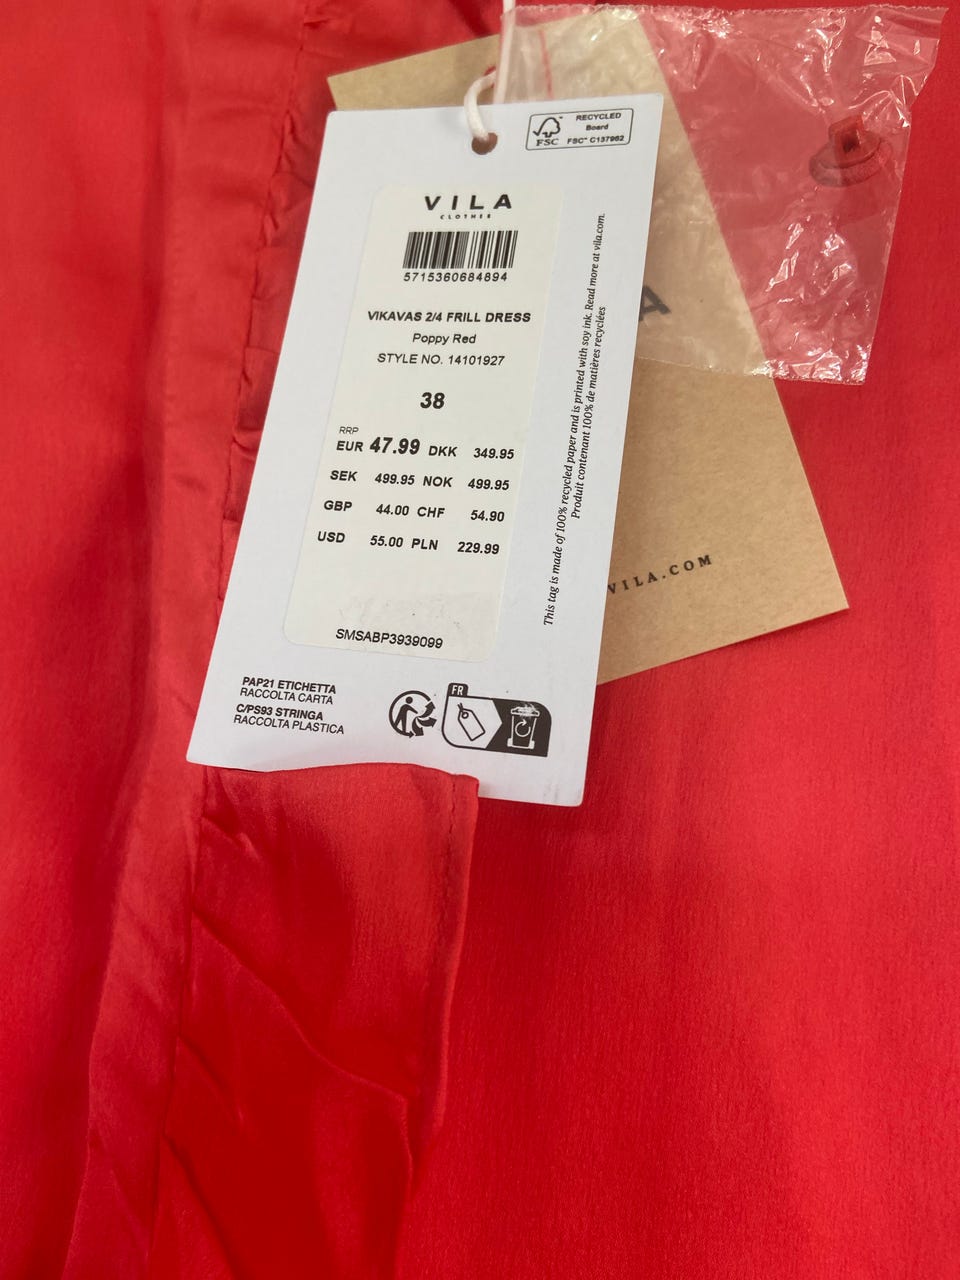 RECYCLED
Board
FSC
FSC® C137982
VILA
CLOTHES
5715360684894
VIKAVAS 2/4 FRILL DRESS
Poppy Red
STYLE NO. 14101927
38
RRP
EUR 47.99 DKK 349.95
SEK 499.95 NOK 499.95
GBP 44.00 CHF 54.90
USD 55.00 PLN 229.99
SMSABP3939099
This tag is made of 100% recycled paper and is printed with soy ink. Read more at vila.com.
Produit contenant 100% de matières recyclées
PAP21 ETICHETTA
RACCOLTA CARTA
C/PS93 STRINGA
RACCOLTA PLASTICA
FR
A
VILA.COM